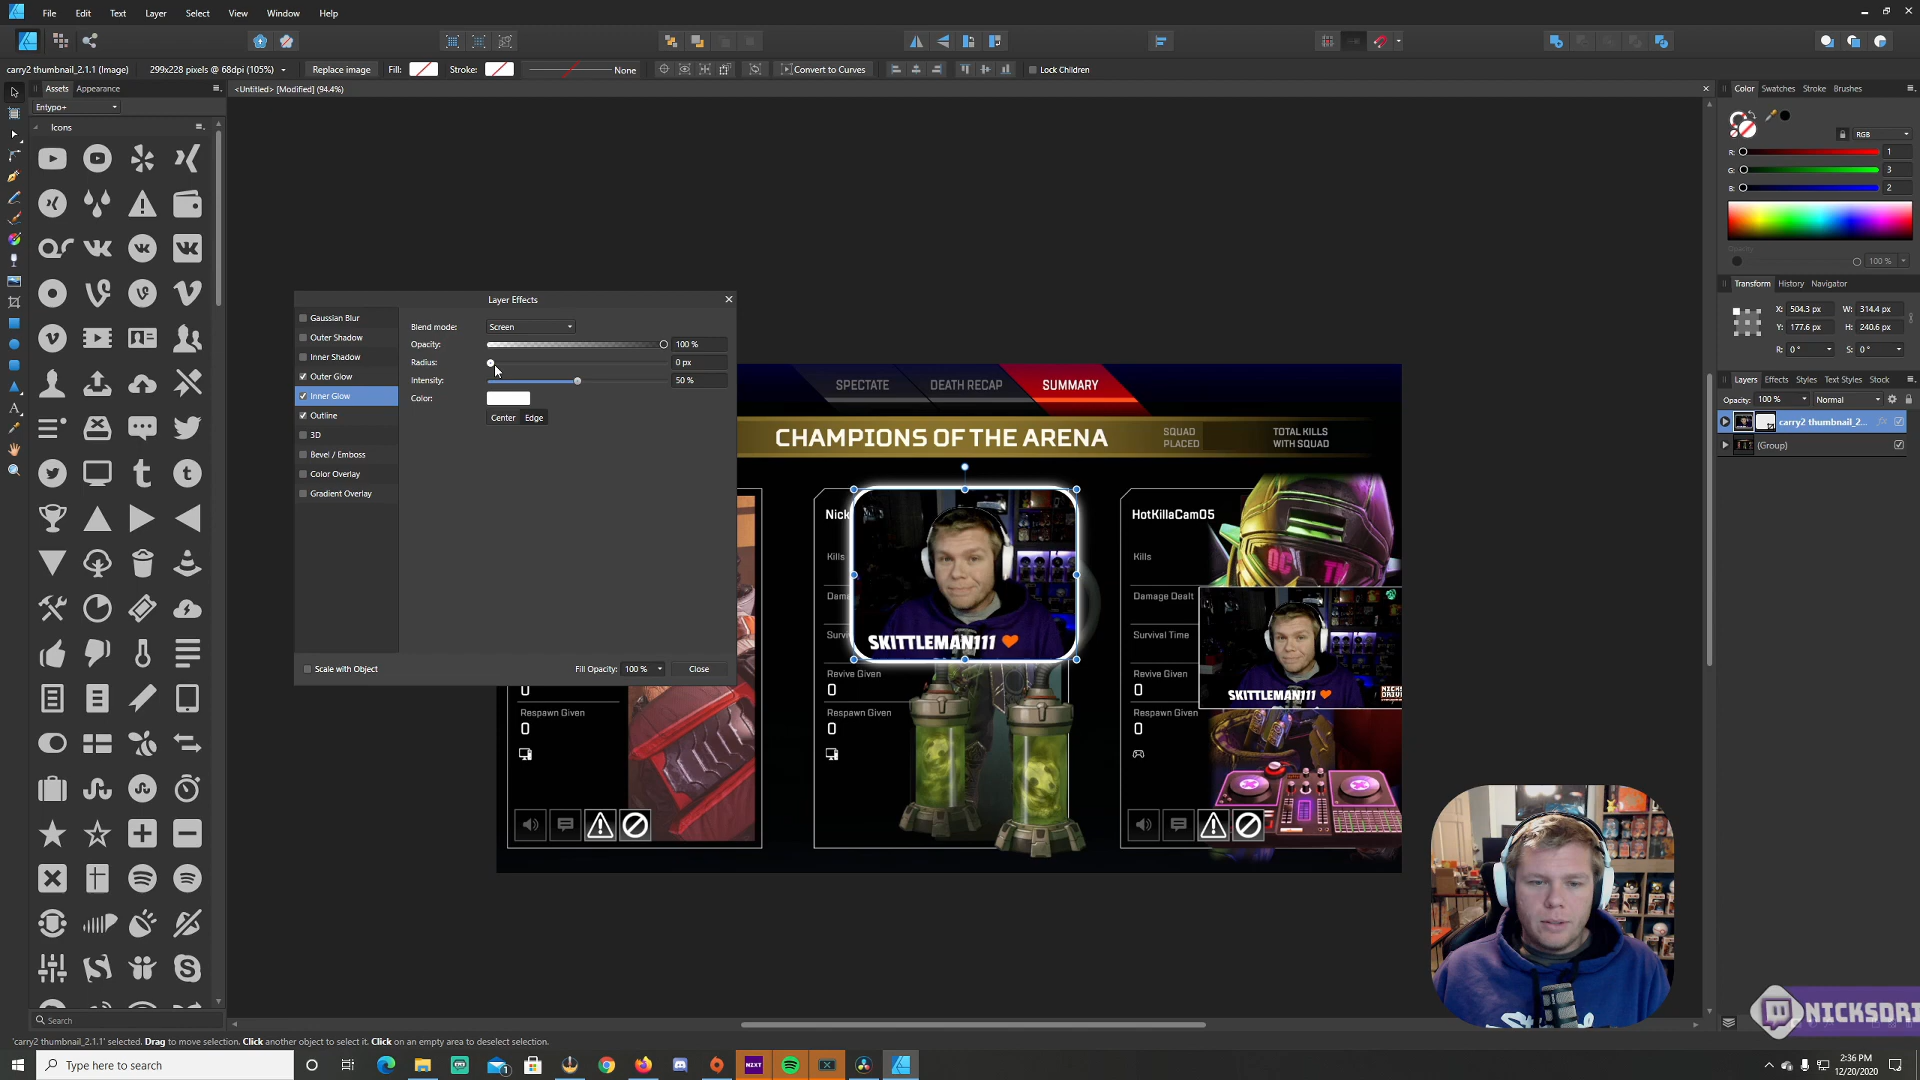 File Edit Text Layer Select View Window Help
carry2 thumbnail_2.1.1 (Image) 299x228 pixels @ 68dpi (105%) Replace image Fill: Stroke: None Convert to Curves Lock Children
Assets Appearance
<Untitled> [Modified] (94.4%)
Entypo+
Icons
Color Swatches Stroke Brushes
RGB
R: 1
G: 3
B: 2
Opacity
100 %
Transform History Navigator
X: 504.3 px W: 314.4 px
Y: 177.6 px H: 240.6 px
R: 0 ° S: 0 °
Layers Effects Styles Text Styles Stock
Opacity: 100 % Normal
carry2 thumbnail_2...
(Group)
Layer Effects
Gaussian Blur
Outer Shadow
Inner Shadow
Outer Glow
Inner Glow
Outline
3D
Bevel / Emboss
Color Overlay
Gradient Overlay
Blend mode: Screen
Opacity: 100 %
Radius: 0 px
Intensity: 50 %
Color:
Center Edge
Scale with Object
Fill Opacity: 100 %
Close
SPECTATE DEATH RECAP SUMMARY
CHAMPIONS OF THE ARENA
SQUAD PLACED
TOTAL KILLS WITH SQUAD
Nick
Kills
SKITTLEMAN111
Revive Given
0
Respawn Given
0
HotKillaCam05
Kills
Damage Dealt
Survival Time
SKITTLEMAN111
Revive Given
0
Respawn Given
0
0
Respawn Given
0
NICKSDRI
Search
'carry2 thumbnail_2.1.1' selected. Drag to move selection. Click another object to select it. Click on an empty area to deselect selection.
Type here to search
2:36 PM
12/20/2020